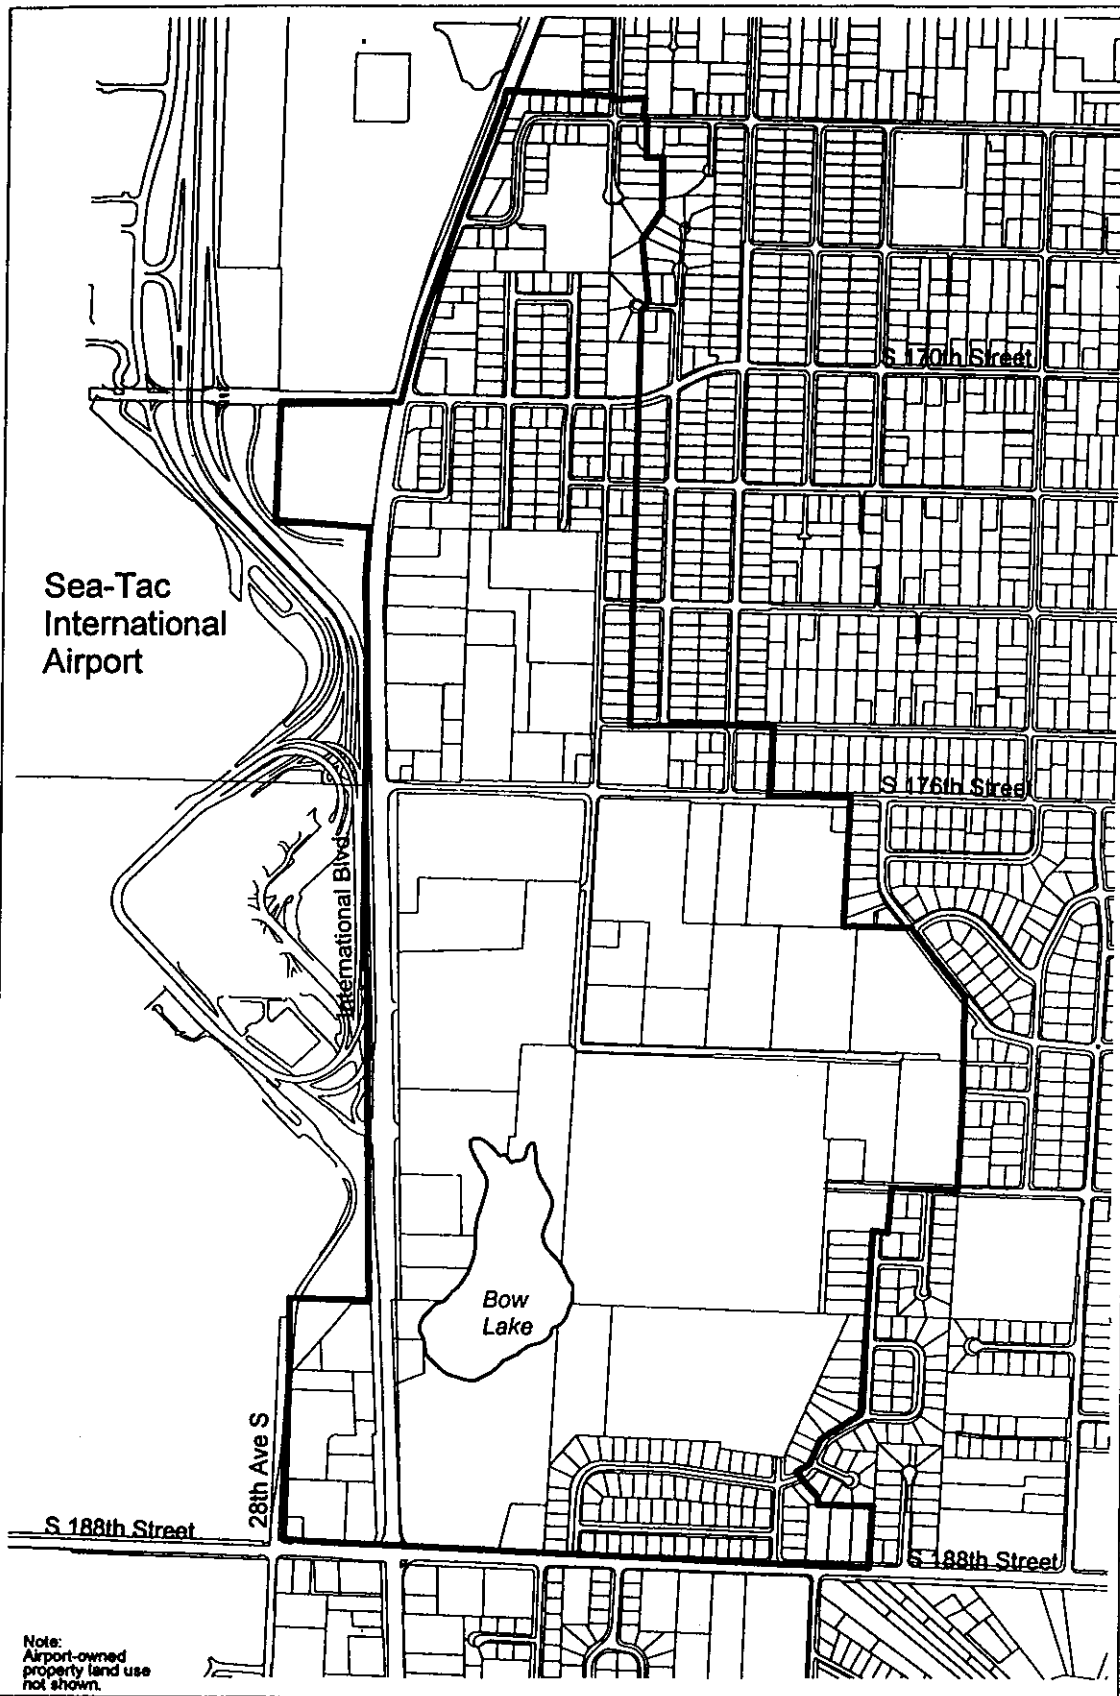 S 170th Street
Sea-Tac
International
Airport
S 176th Street
International Blvd
Bow
Lake
28th Ave S
S 188th Street
S 188th Street
Note:
Airport-owned
property land use
not shown.